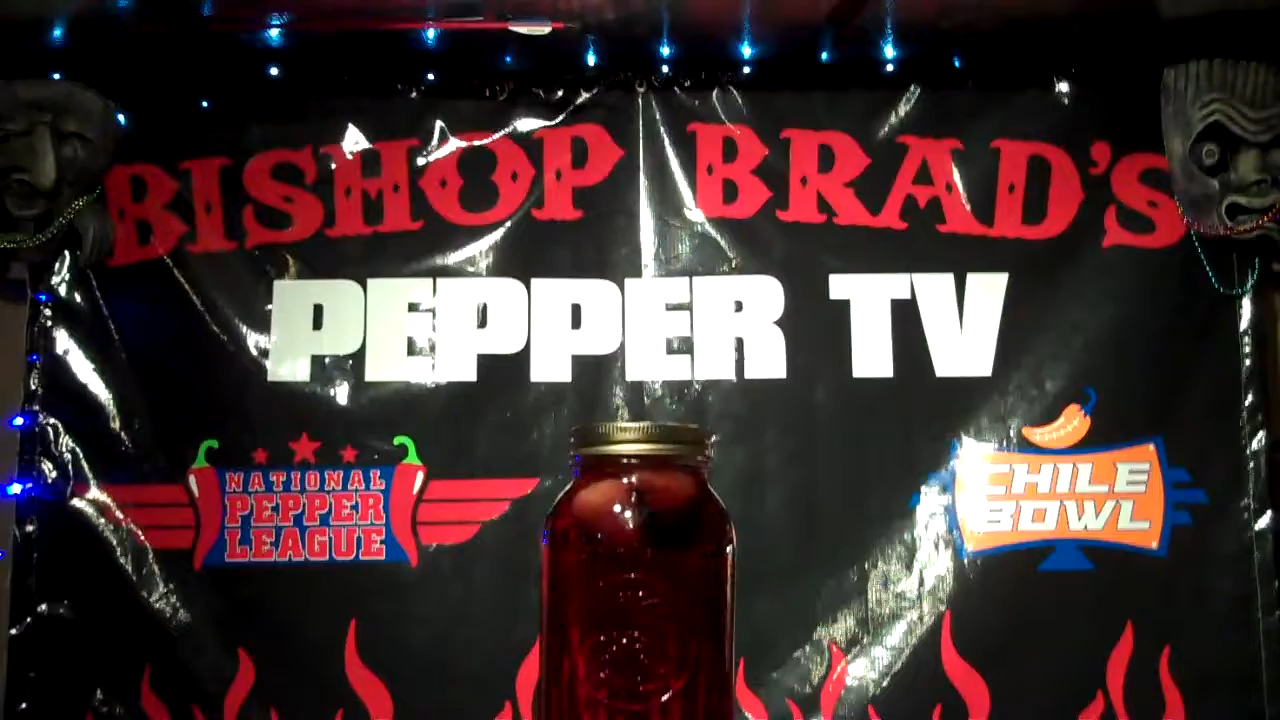 BISHOP BRAD'S
PEPPER TV
NATIONAL
PEPPER
LEAGUE
CHILE
BOWL